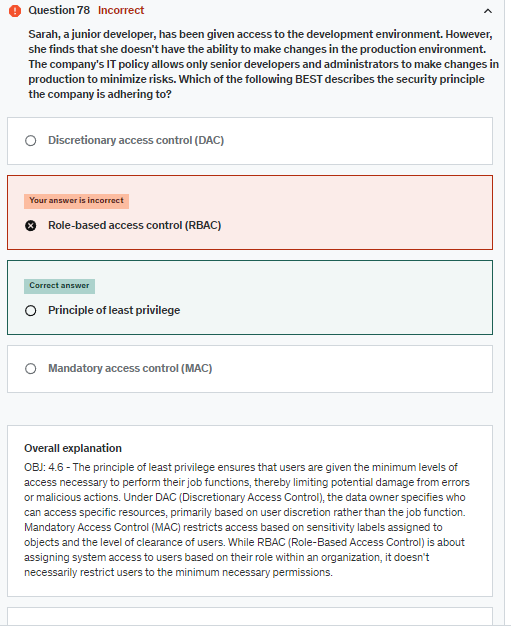 Question 78 Incorrect
Sarah, a junior developer, has been given access to the development environment. However,
she finds that she doesn't have the ability to make changes in the production environment.
The company's IT policy allows only senior developers and administrators to make changes in
production to minimize risks. Which of the following BEST describes the security principle
the company is adhering to?
Discretionary access control (DAC)
Your answer is incorrect
Role-based access control (RBAC)
Correct answer
Principle of least privilege
Mandatory access control (MAC)
Overall explanation
OBJ: 4.6 - The principle of least privilege ensures that users are given the minimum levels of
access necessary to perform their job functions, thereby limiting potential damage from errors
or malicious actions. Under DAC (Discretionary Access Control), the data owner specifies who
can access specific resources, primarily based on user discretion rather than the job function.
Mandatory Access Control (MAC) restricts access based on sensitivity labels assigned to
objects and the level of clearance of users. While RBAC (Role-Based Access Control) is about
assigning system access to users based on their role within an organization, it doesn't
necessarily restrict users to the minimum necessary permissions.